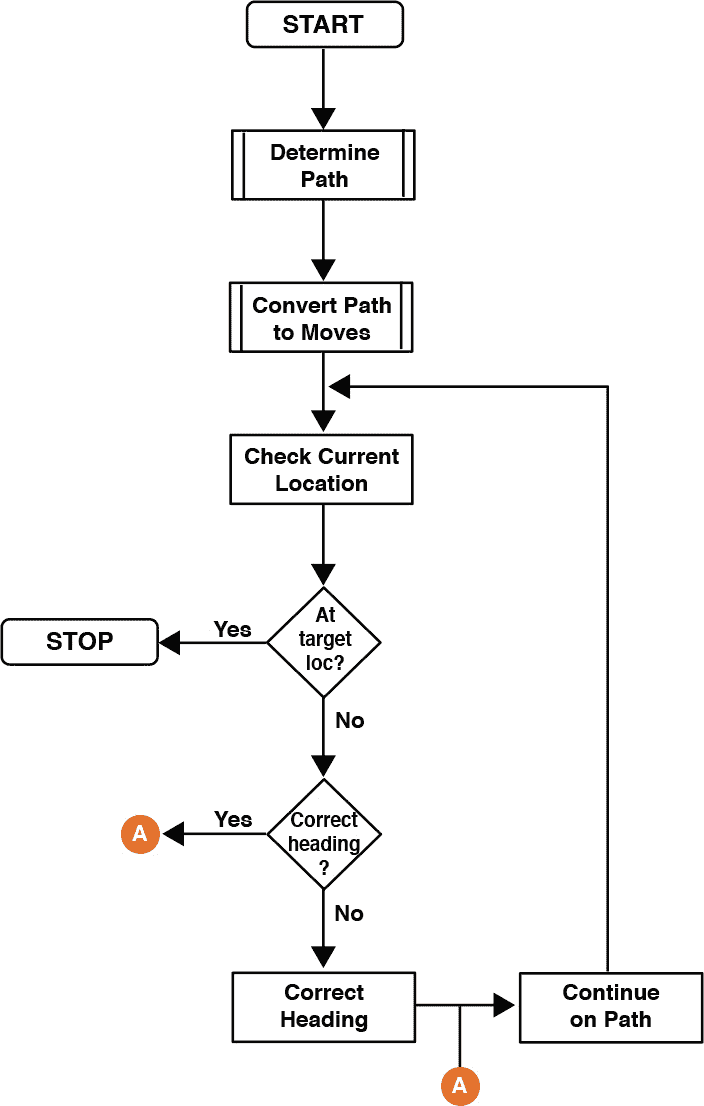 START
Determine
Path
Convert Path
to Moves
Check Current
Location
At
target
loc?
Yes
STOP
No
Correct
heading
?
Yes
A
No
Correct
Heading
Continue
on Path
A